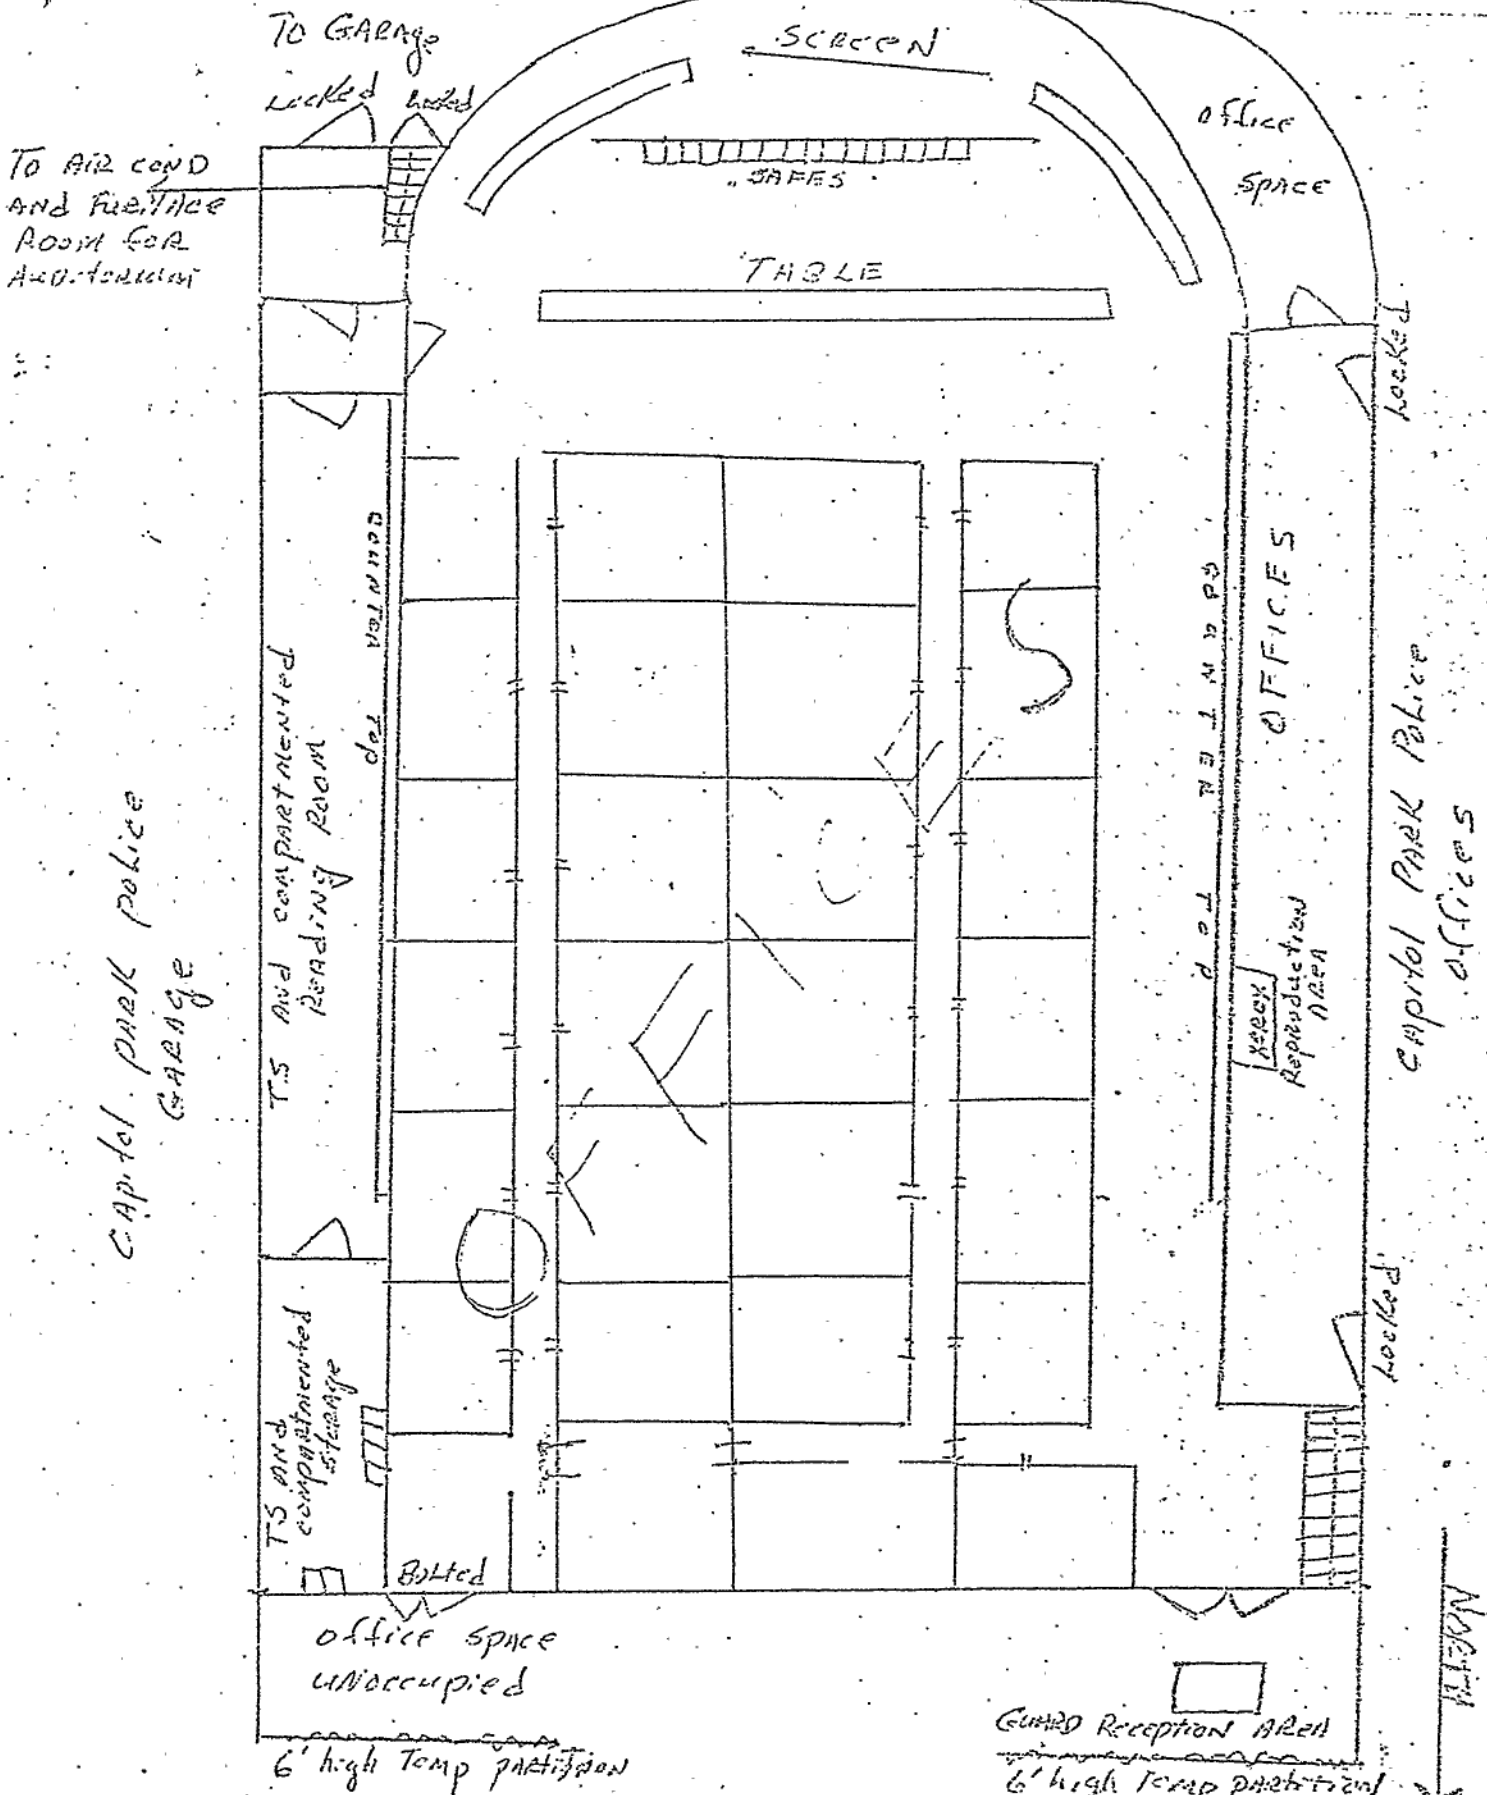 TO GARAge
SCREEN
Locked Locked
office
space
TO AIR COND
AND FURNACE
ROOM FOR
Auditorium
SAFES
TABLE
Locked
COUNTER TOP
COUNTER TOP
OFFICES
T.S AND COMPARTMENTED
READING ROOM
CAPITOL PARK POLICE
GARAGE
CAPITOL PARK POLICE
offices
XEROX
Reproduction
AREA
OFFICES
Locked
TS AND
COMPARTMENTED
STORAGE
Bolted
office space
UNoccupied
GUARD Reception AREA
6' high Temp partition
6' high Temp partition
NORTH